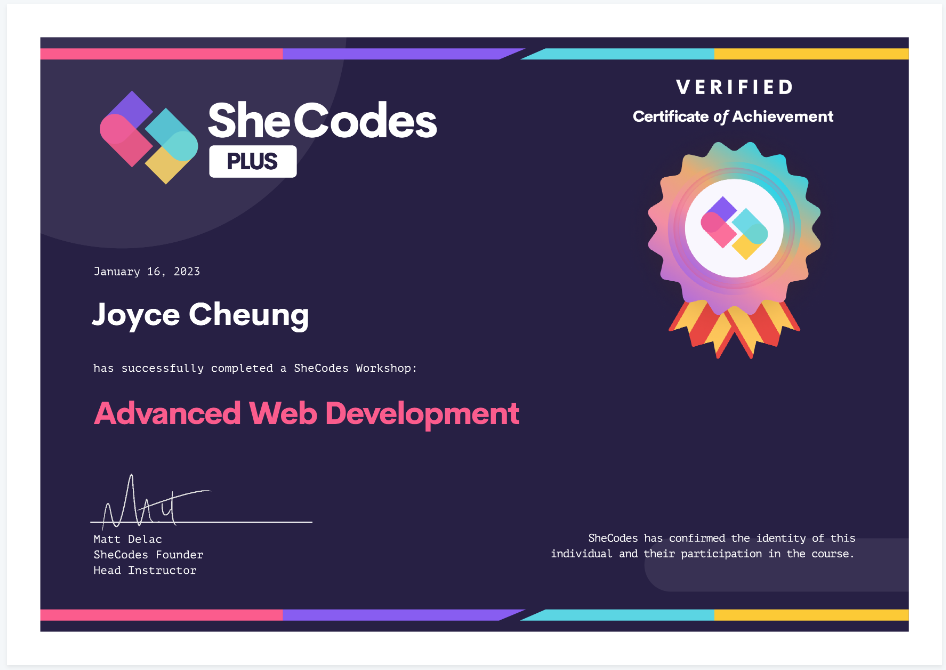 SheCodes
PLUS
VERIFIED
Certificate of Achievement
January 16, 2023
Joyce Cheung
has successfully completed a SheCodes Workshop:
Advanced Web Development
Matt Delac
SheCodes Founder
Head Instructor
SheCodes has confirmed the identity of this
individual and their participation in the course.